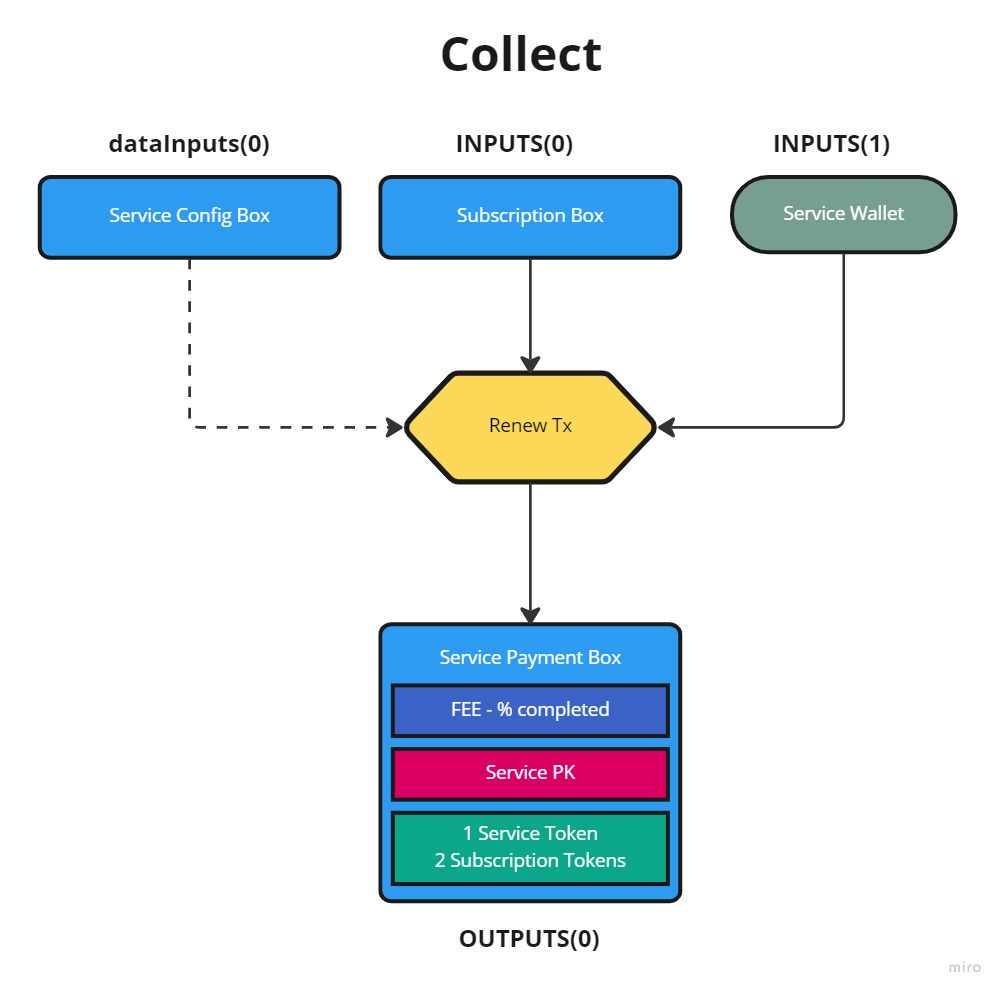 Collect
dataInputs(0)
INPUTS(0)
INPUTS(1)
Service Config Box
Subscription Box
Service Wallet
Renew Tx
Service Payment Box
FEE - % completed
Service PK
1 Service Token
2 Subscription Tokens
OUTPUTS(0)
miro